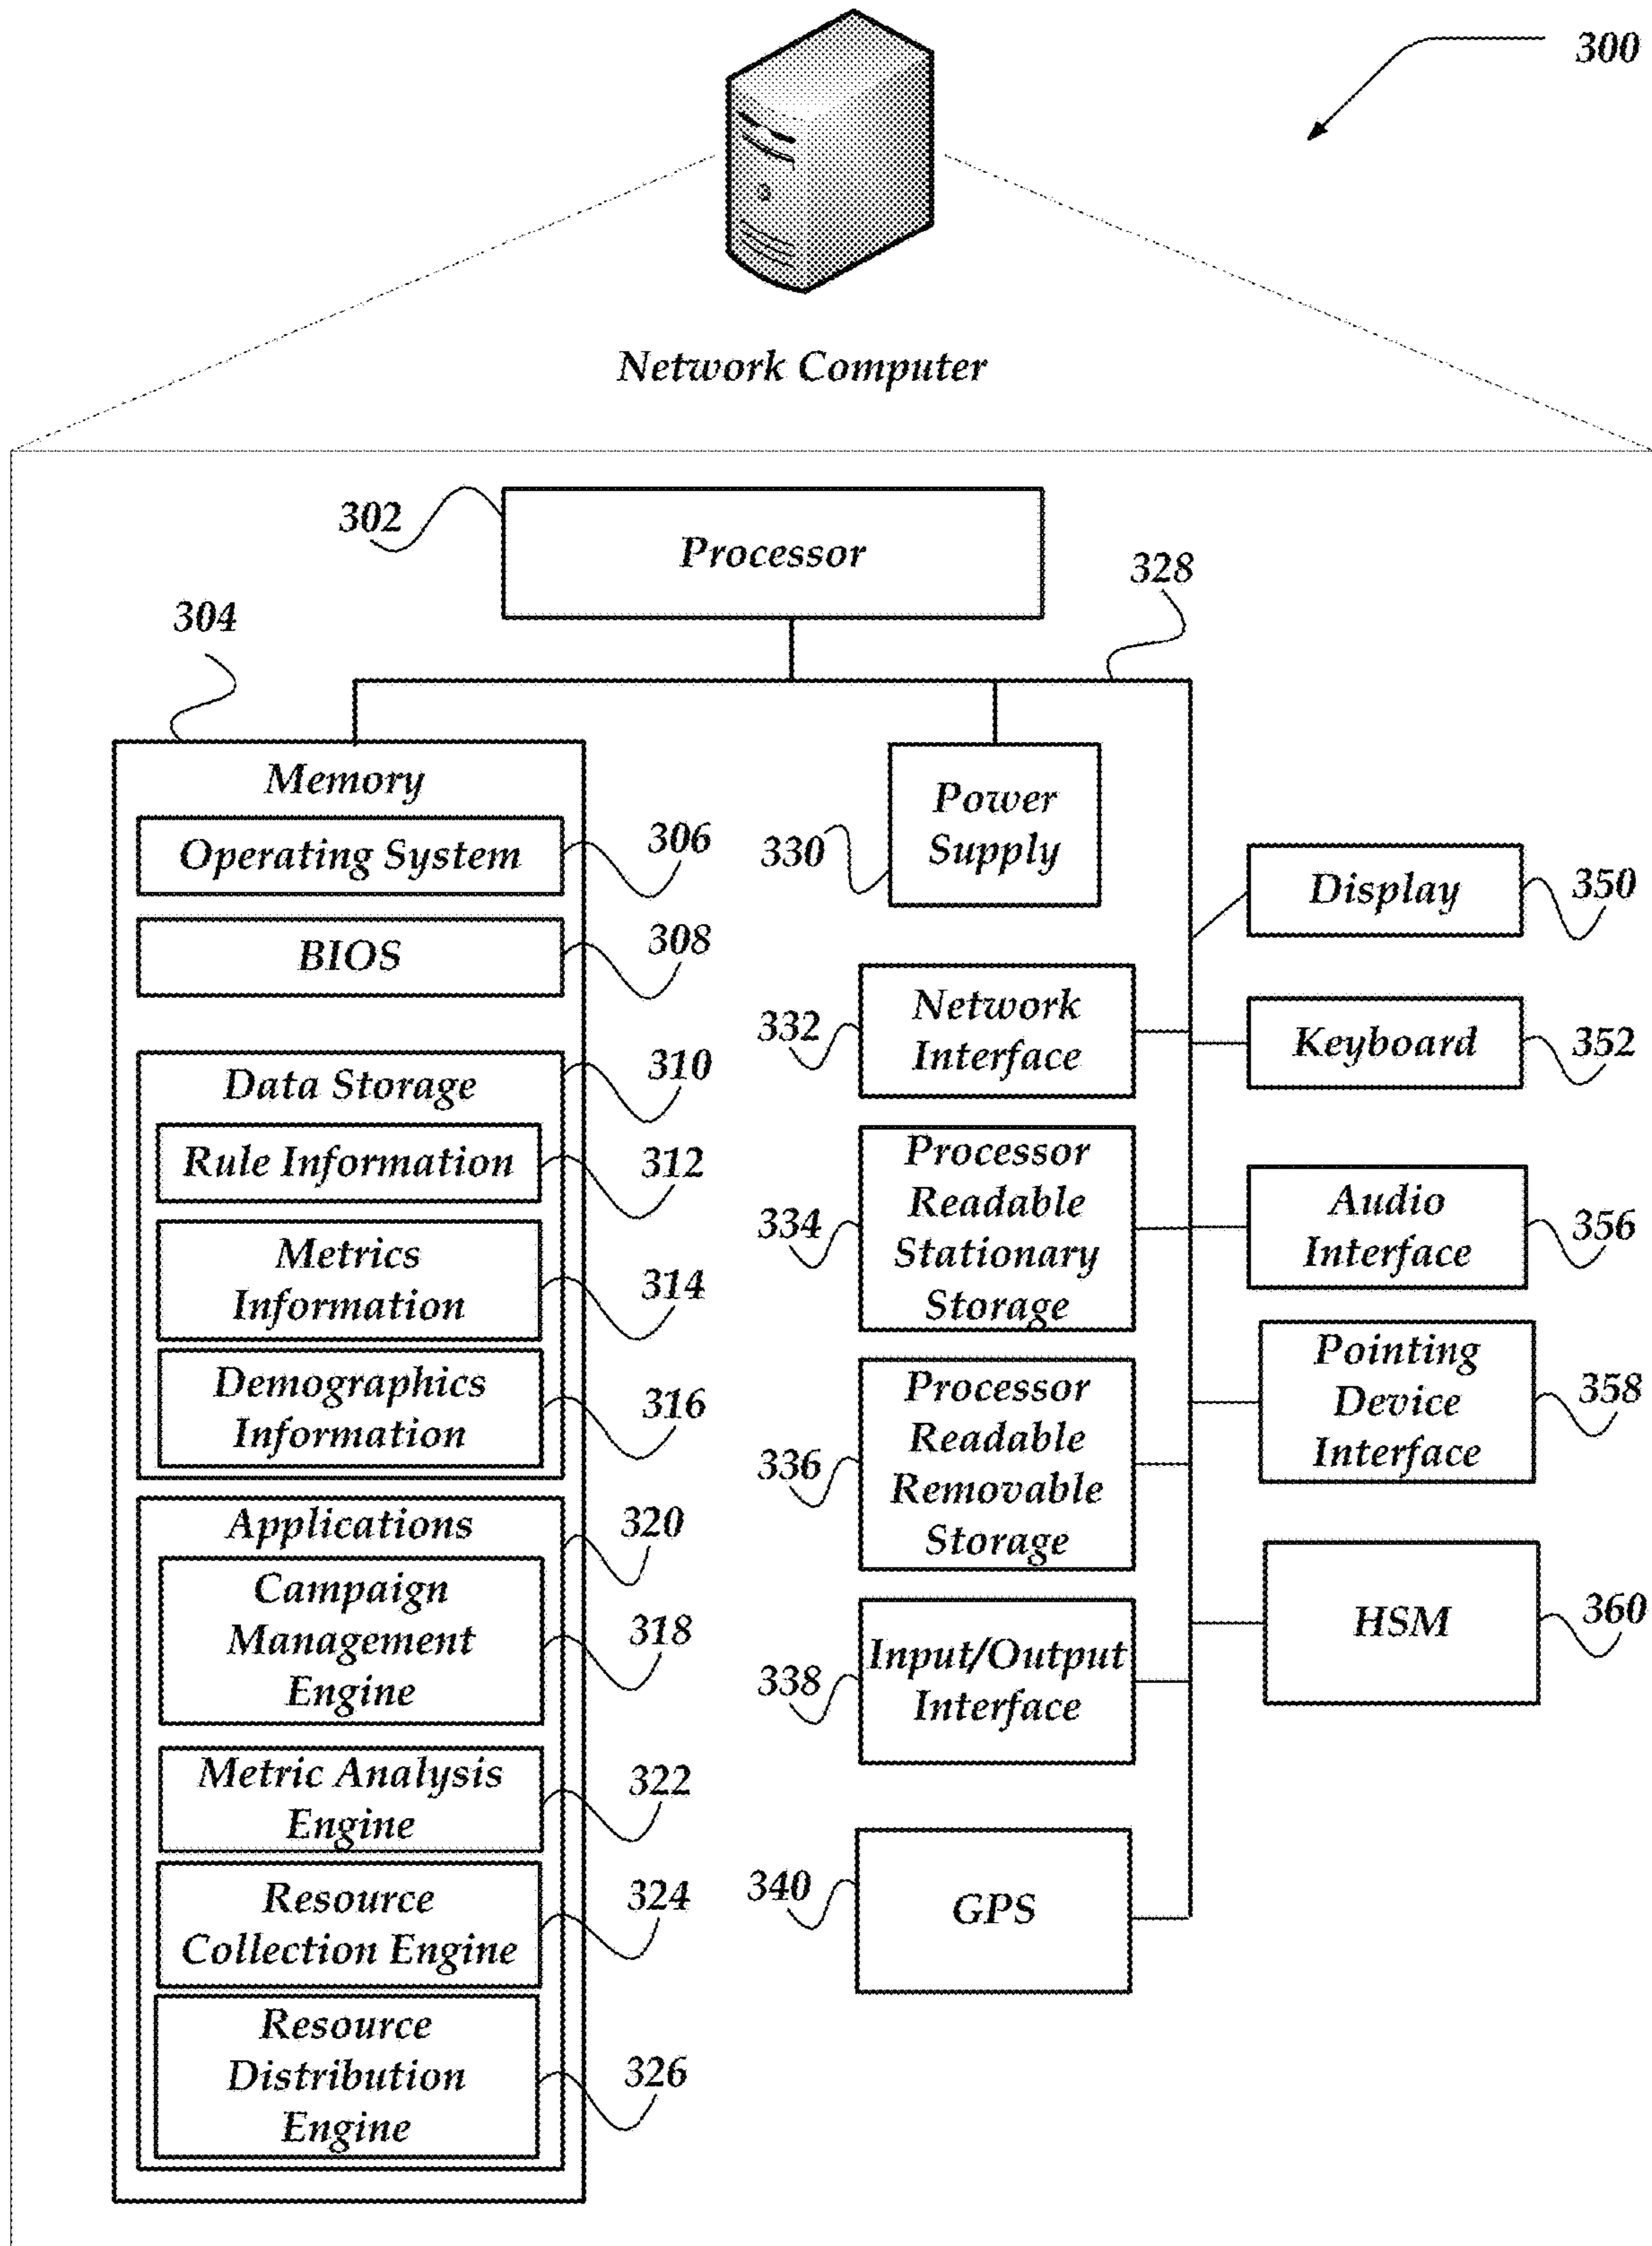 300
Network Computer
302
Processor
328
304
Memory
Operating System
306
BIOS
308
Data Storage
310
Rule Information
312
Metrics
Information
314
Demographics
Information
316
Applications
320
Campaign
Management
Engine
318
Metric Analysis
Engine
322
Resource
Collection Engine
324
Resource
Distribution
Engine
326
Power
Supply
330
Network
Interface
332
Processor
Readable
Stationary
Storage
334
Processor
Readable
Removable
Storage
336
Input/Output
Interface
338
GPS
340
Display
350
Keyboard
352
Audio
Interface
356
Pointing
Device
Interface
358
HSM
360